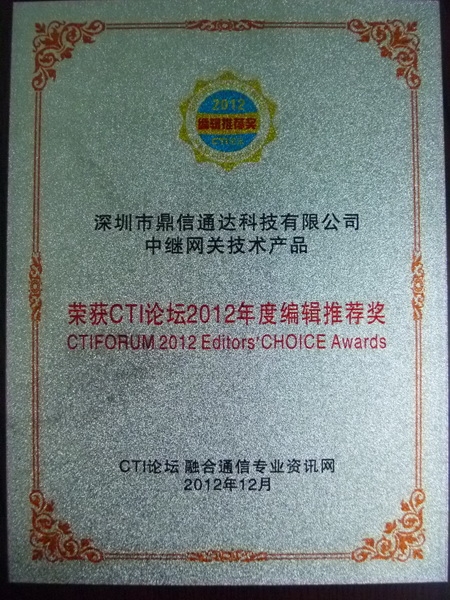 2012
编辑推荐奖
深圳市鼎信通达科技有限公司
中继网关技术产品
荣获CTI论坛2012年度编辑推荐奖
CTIFORUM 2012 Editors'CHOICE Awards
CTI论坛 融合通信专业资讯网
2012年12月